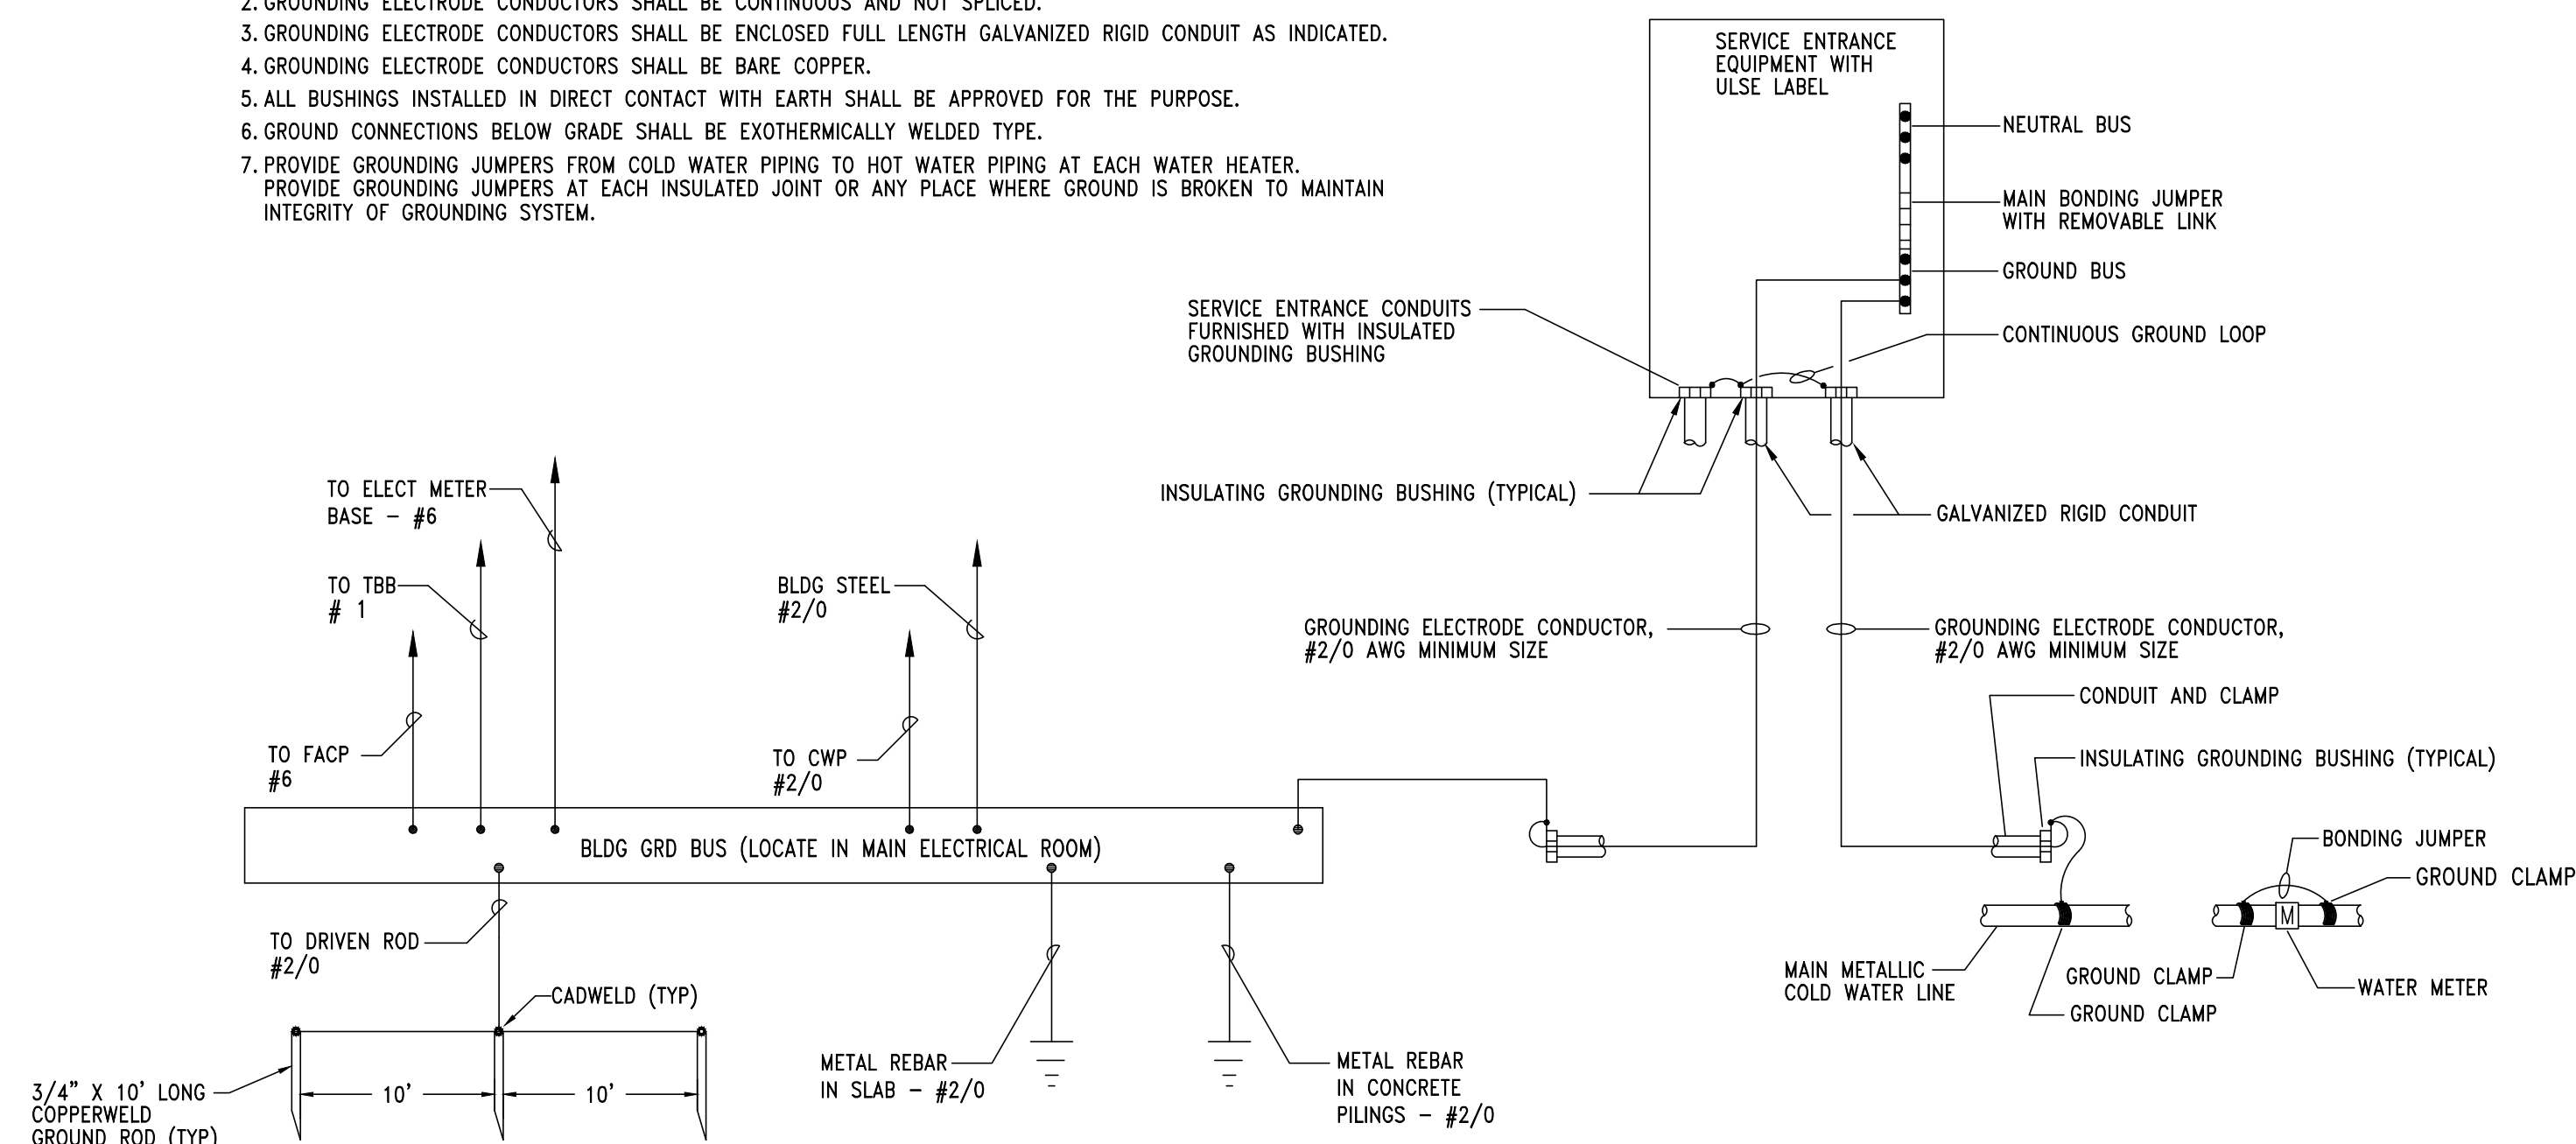 2. GROUNDING ELECTRODE CONDUCTORS SHALL BE CONTINUOUS AND NOT SPLICED.
3. GROUNDING ELECTRODE CONDUCTORS SHALL BE ENCLOSED FULL LENGTH GALVANIZED RIGID CONDUIT AS INDICATED.
4. GROUNDING ELECTRODE CONDUCTORS SHALL BE BARE COPPER.
5. ALL BUSHINGS INSTALLED IN DIRECT CONTACT WITH EARTH SHALL BE APPROVED FOR THE PURPOSE.
6. GROUND CONNECTIONS BELOW GRADE SHALL BE EXOTHERMICALLY WELDED TYPE.
7. PROVIDE GROUNDING JUMPERS FROM COLD WATER PIPING TO HOT WATER PIPING AT EACH WATER HEATER.
PROVIDE GROUNDING JUMPERS AT EACH INSULATED JOINT OR ANY PLACE WHERE GROUND IS BROKEN TO MAINTAIN
INTEGRITY OF GROUNDING SYSTEM.
SERVICE ENTRANCE
EQUIPMENT WITH
ULSE LABEL
NEUTRAL BUS
MAIN BONDING JUMPER
WITH REMOVABLE LINK
GROUND BUS
CONTINUOUS GROUND LOOP
SERVICE ENTRANCE CONDUITS
FURNISHED WITH INSULATED
GROUNDING BUSHING
INSULATING GROUNDING BUSHING (TYPICAL)
GALVANIZED RIGID CONDUIT
TO ELECT METER
BASE - #6
TO TBB
# 1
BLDG STEEL
#2/0
GROUNDING ELECTRODE CONDUCTOR,
#2/0 AWG MINIMUM SIZE
GROUNDING ELECTRODE CONDUCTOR,
#2/0 AWG MINIMUM SIZE
TO FACP
#6
TO CWP
#2/0
CONDUIT AND CLAMP
INSULATING GROUNDING BUSHING (TYPICAL)
BLDG GRD BUS (LOCATE IN MAIN ELECTRICAL ROOM)
BONDING JUMPER
GROUND CLAMP
M
TO DRIVEN ROD
#2/0
MAIN METALLIC
COLD WATER LINE
GROUND CLAMP
WATER METER
GROUND CLAMP
CADWELD (TYP)
METAL REBAR
IN SLAB - #2/0
METAL REBAR
IN CONCRETE
PILINGS - #2/0
3/4" X 10' LONG
COPPERWELD
GROUND ROD (TYP)
10'
10'